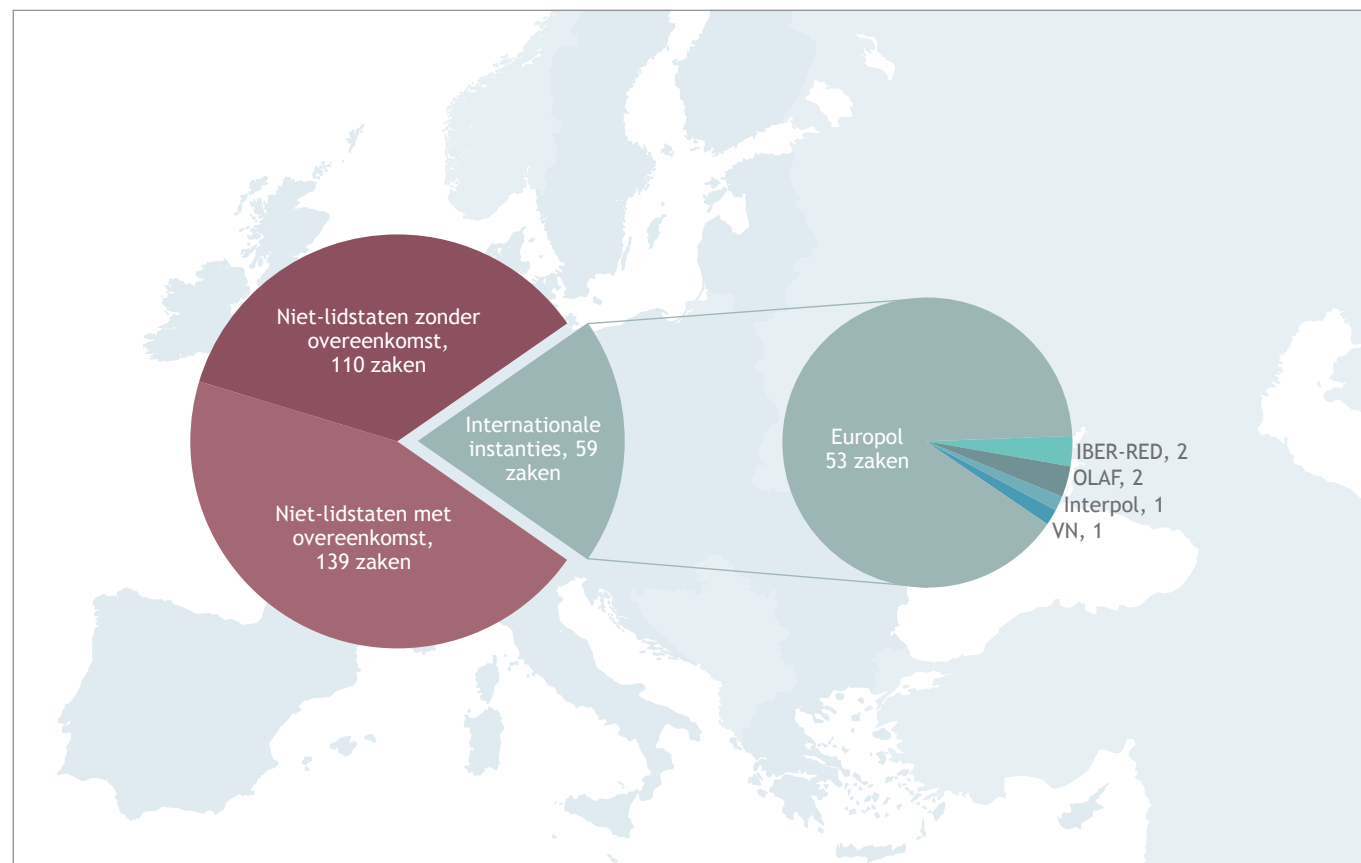 Niet-lidstaten zonder
overeenkomst,
110 zaken
Internationale
instanties, 59
zaken
Niet-lidstaten met
overeenkomst,
139 zaken
Europol
53 zaken
IBER-RED, 2
OLAF, 2
Interpol, 1
VN, 1